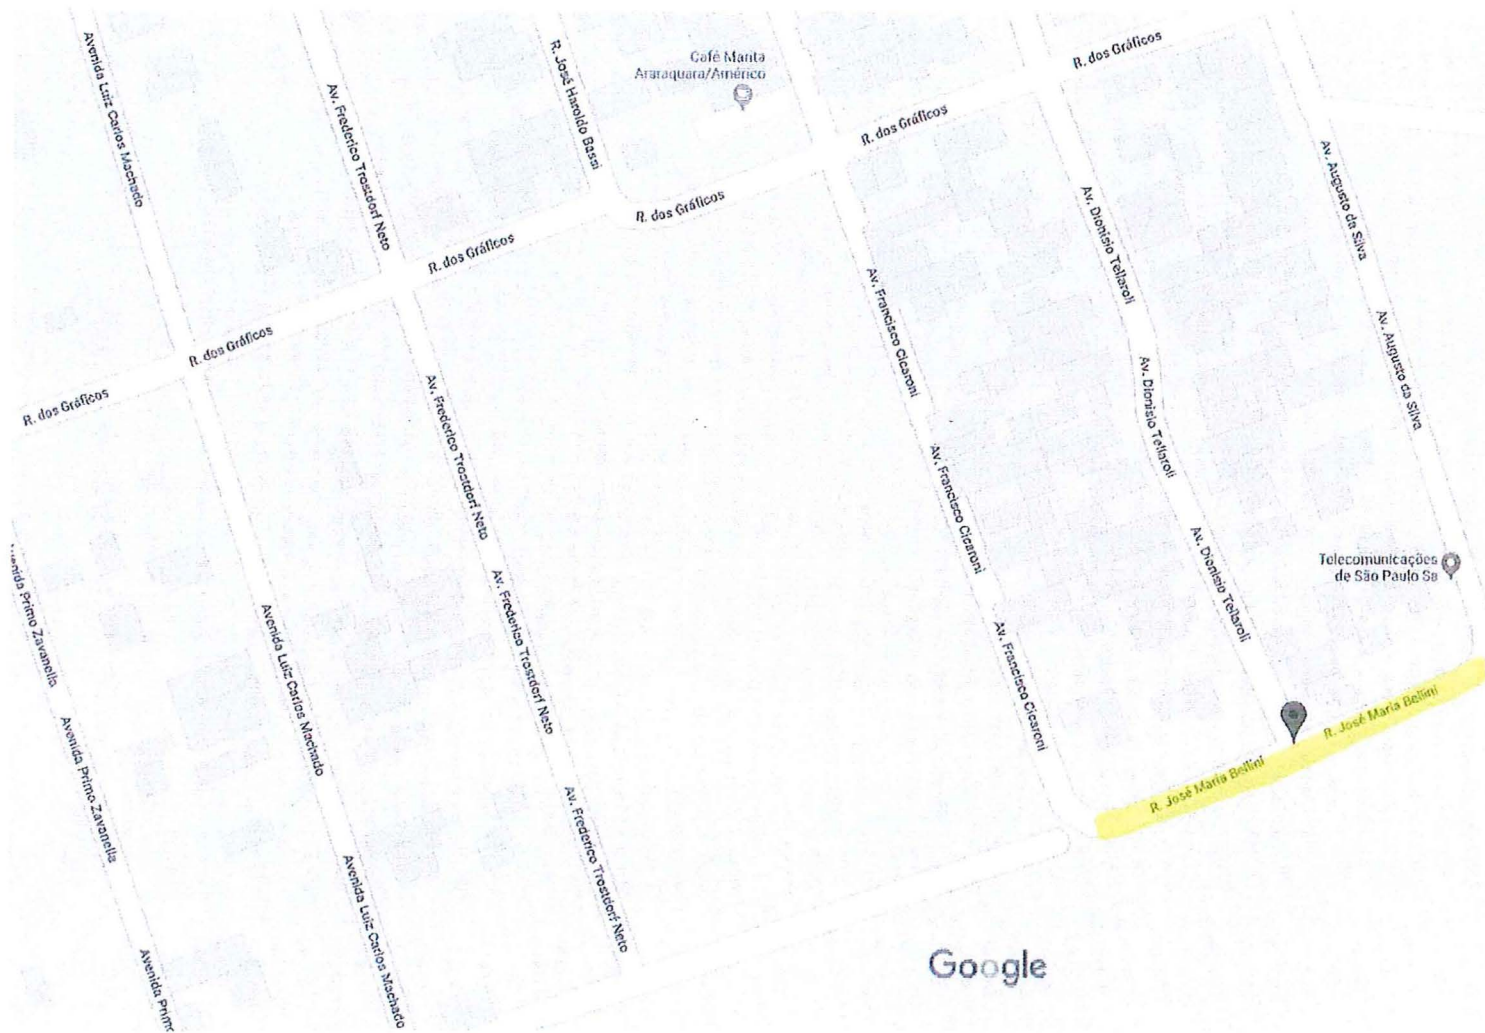 Avenida Luiz Carlos Machado
Av. Frederico Trostdorf Neto
R. José Haroldo Bassi
Café Manta
Araraquara/Américo
R. dos Gráficos
R. dos Gráficos
R. dos Gráficos
R. dos Gráficos
R. dos Gráficos
R. dos Gráficos
Av. Dionisio Tellaroli
Av. Augusto da Silva
Av. Francisco Cicaroni
Av. Augusto da Silva
Av. Dionisio Tellaroli
Av. Frederico Trostdorf Neto
Av. Francisco Cicaroni
Av. Dionisio Tellaroli
Telecomunicações
de São Paulo Sa
Primo Zavanella
Av. Frederico Trostdorf Neto
Avenida Luiz Carlos Machado
Av. Francisco Cicaroni
R. José Maria Bellini
R. José Maria Bellini
Avenida Primo Zavanella
Av. Frederico Trostdorf Neto
Avenida Luiz Carlos Machado
Avenida Primo
Google